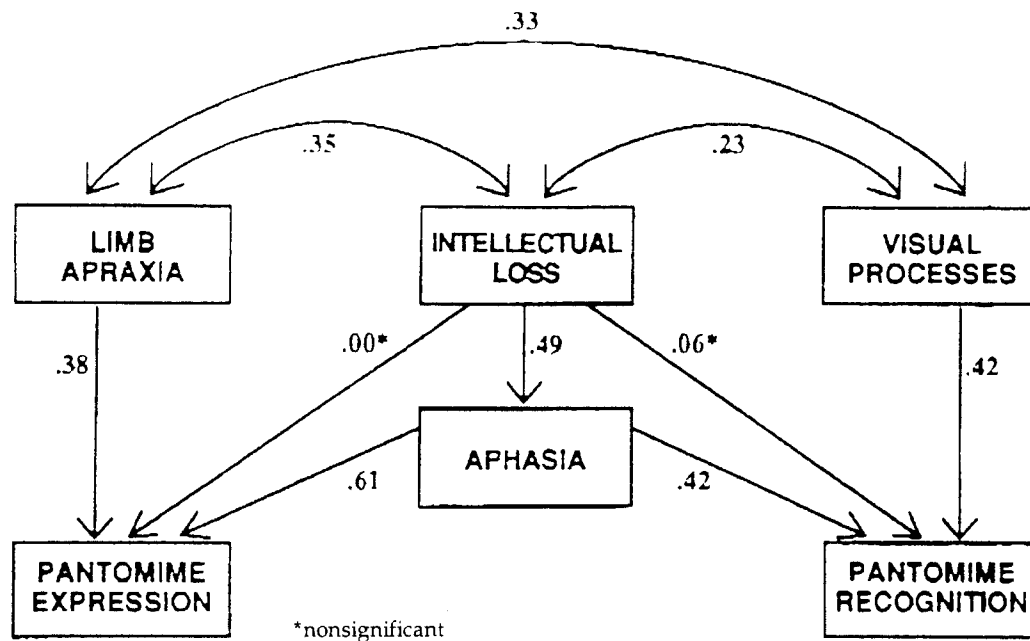 .33
.35
.23
LIMB
APRAXIA
INTELLECTUAL
LOSS
VISUAL
PROCESSES
.38
.00*
.49
.06*
.42
APHASIA
.61
.42
PANTOMIME
EXPRESSION
PANTOMIME
RECOGNITION
*nonsignificant